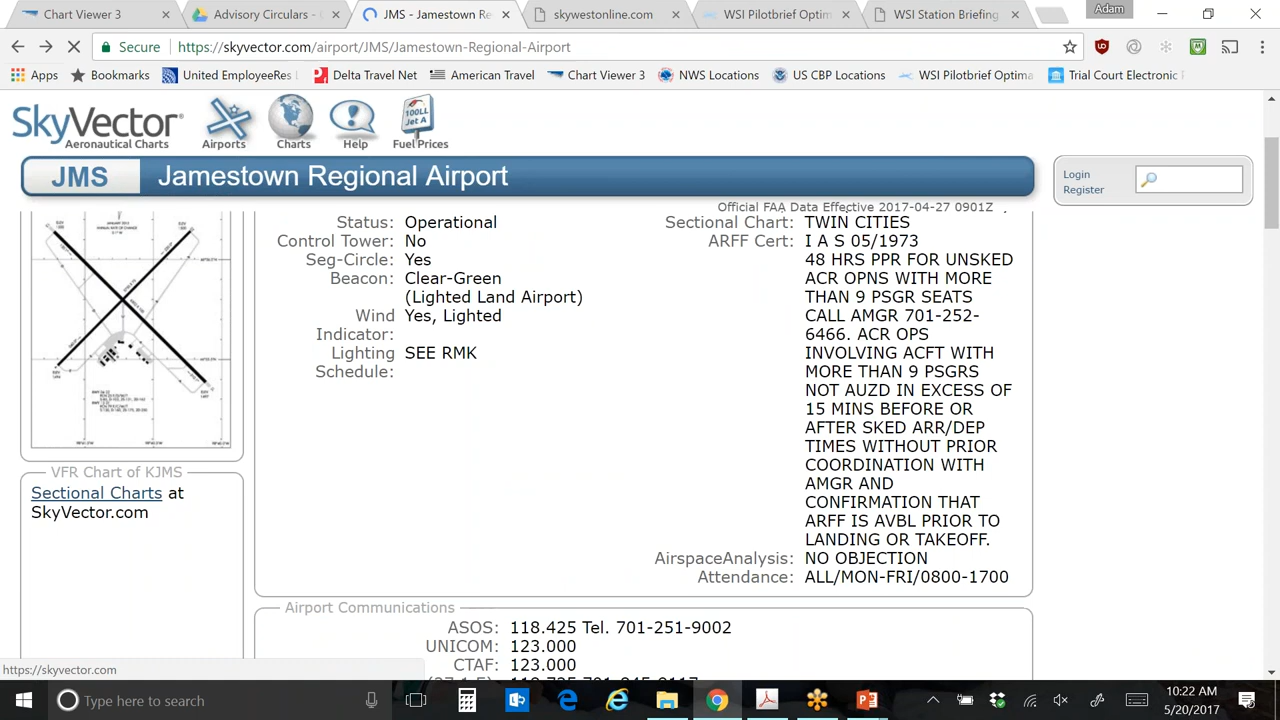 Chart Viewer 3
Advisory Circulars -
JMS - Jamestown Re
skywestonline.com
WSI Pilotbrief Optim
WSI Station Briefing
Adam
Secure
https://skyvector.com/airport/JMS/Jamestown-Regional-Airport
Apps
Bookmarks
United EmployeeRes
Delta Travel Net
American Travel
Chart Viewer 3
NWS Locations
US CBP Locations
WSI Pilotbrief Optima
Trial Court Electronic
SkyVector
Aeronautical Charts
Airports
Charts
Help
100LL
Jet A
Fuel Prices
JMS
Jamestown Regional Airport
Login
Register
Official FAA Data Effective 2017-04-27 0901Z
Status: Operational
Control Tower: No
Seg-Circle: Yes
Beacon: Clear-Green
(Lighted Land Airport)
Wind Yes, Lighted
Indicator:
Lighting SEE RMK
Schedule:
Sectional Chart: TWIN CITIES
ARFF Cert: I A S 05/1973
48 HRS PPR FOR UNSKED
ACR OPNS WITH MORE
THAN 9 PSGR SEATS
CALL AMGR 701-252-
6466. ACR OPS
INVOLVING ACFT WITH
MORE THAN 9 PSGRS
NOT AUZD IN EXCESS OF
15 MINS BEFORE OR
AFTER SKED ARR/DEP
TIMES WITHOUT PRIOR
COORDINATION WITH
AMGR AND
CONFIRMATION THAT
ARFF IS AVBL PRIOR TO
LANDING OR TAKEOFF.
AirspaceAnalysis: NO OBJECTION
Attendance: ALL/MON-FRI/0800-1700
VFR Chart of KJMS
Sectional Charts at
SkyVector.com
Airport Communications
ASOS: 118.425 Tel. 701-251-9002
UNICOM: 123.000
CTAF: 123.000
https://skyvector.com
Type here to search
10:22 AM
5/20/2017